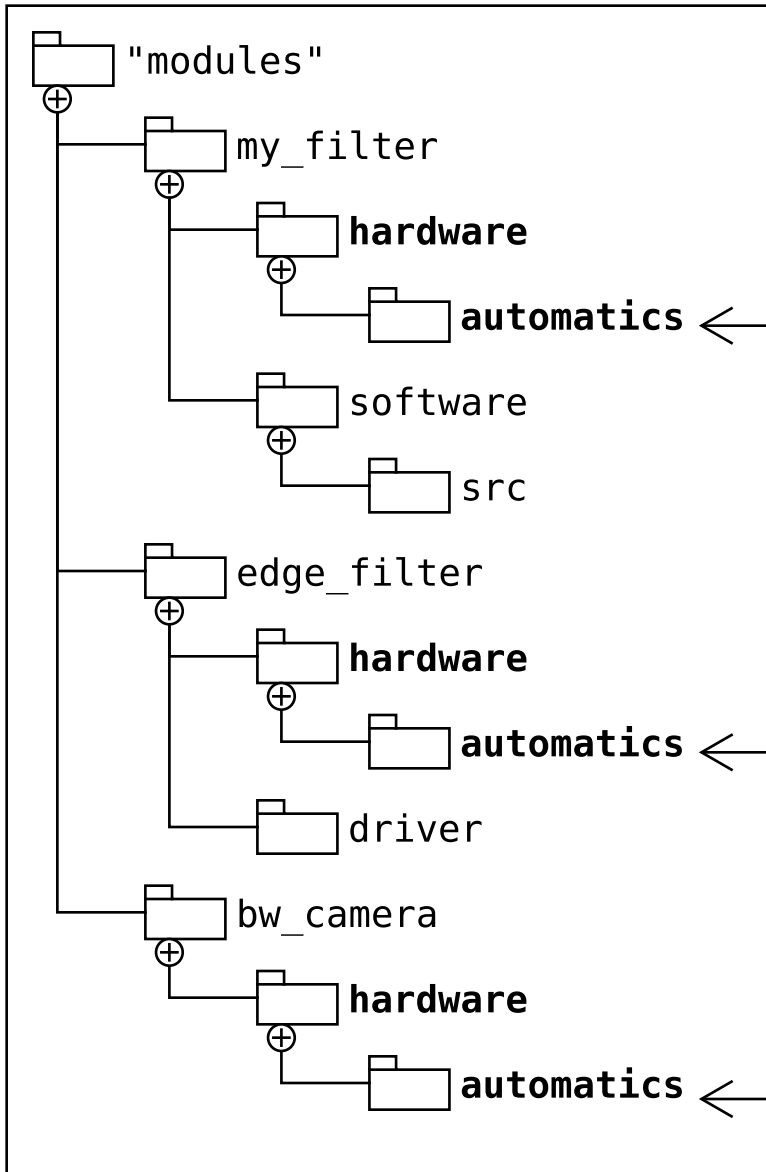 "modules"
my_filter
hardware
automatics
software
src
edge_filter
hardware
automatics
driver
bw_camera
hardware
automatics